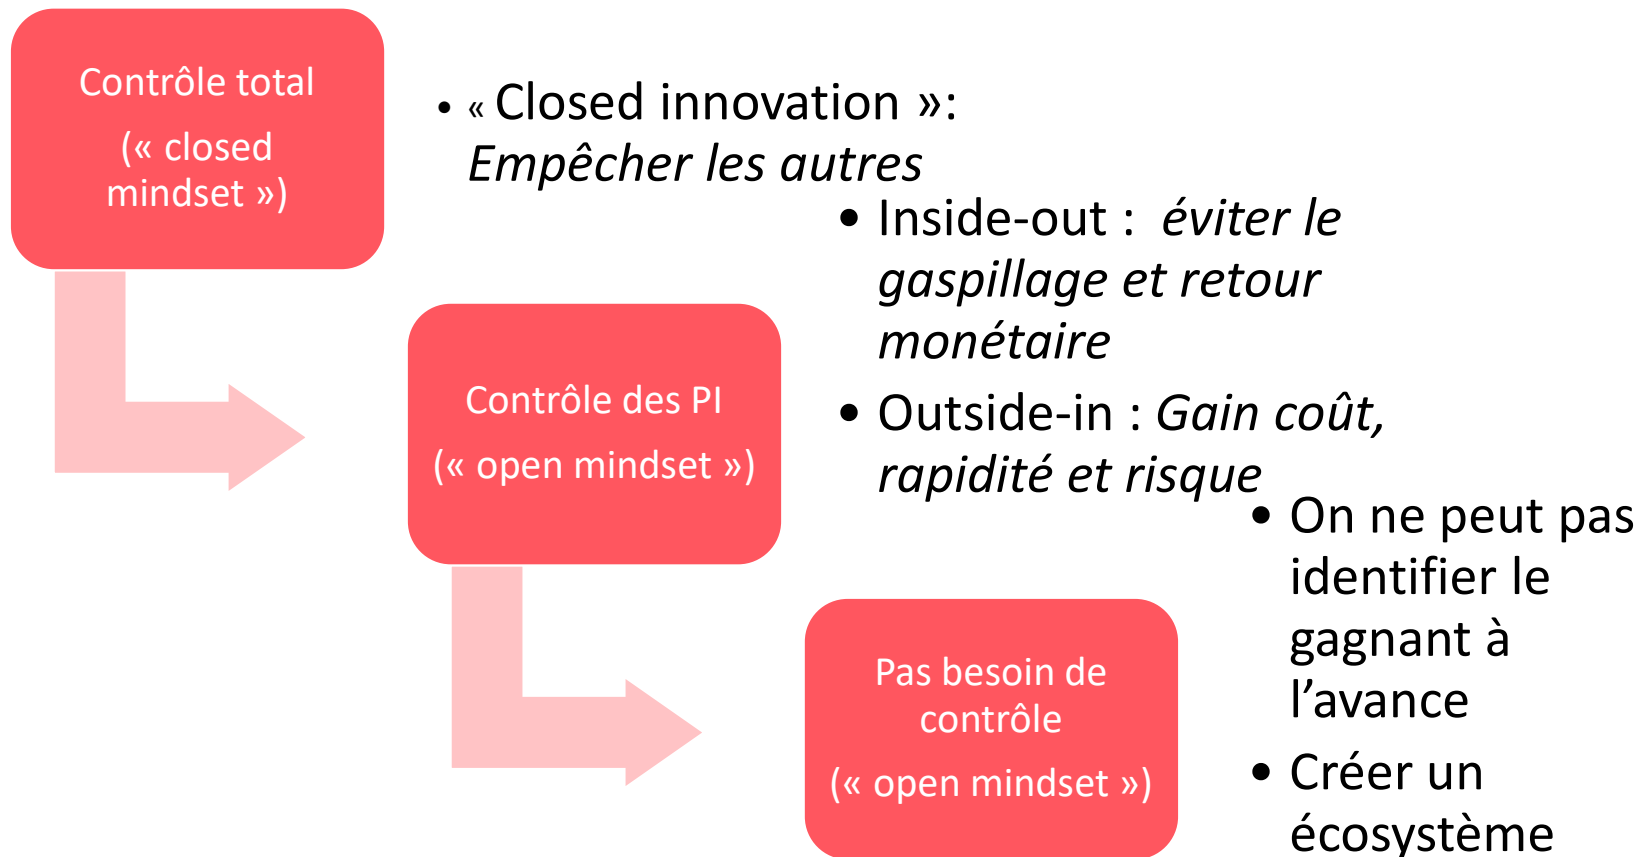 Contrôle total
(« closed
mindset »)
• « Closed innovation »:
Empêcher les autres
Contrôle des PI
(« open mindset »)
• Inside-out : éviter le
gaspillage et retour
monétaire
• Outside-in : Gain coût,
rapidité et risque
Pas besoin de
contrôle
(« open mindset »)
• On ne peut pas
identifier le
gagnant à
l’avance
• Créer un
écosystème